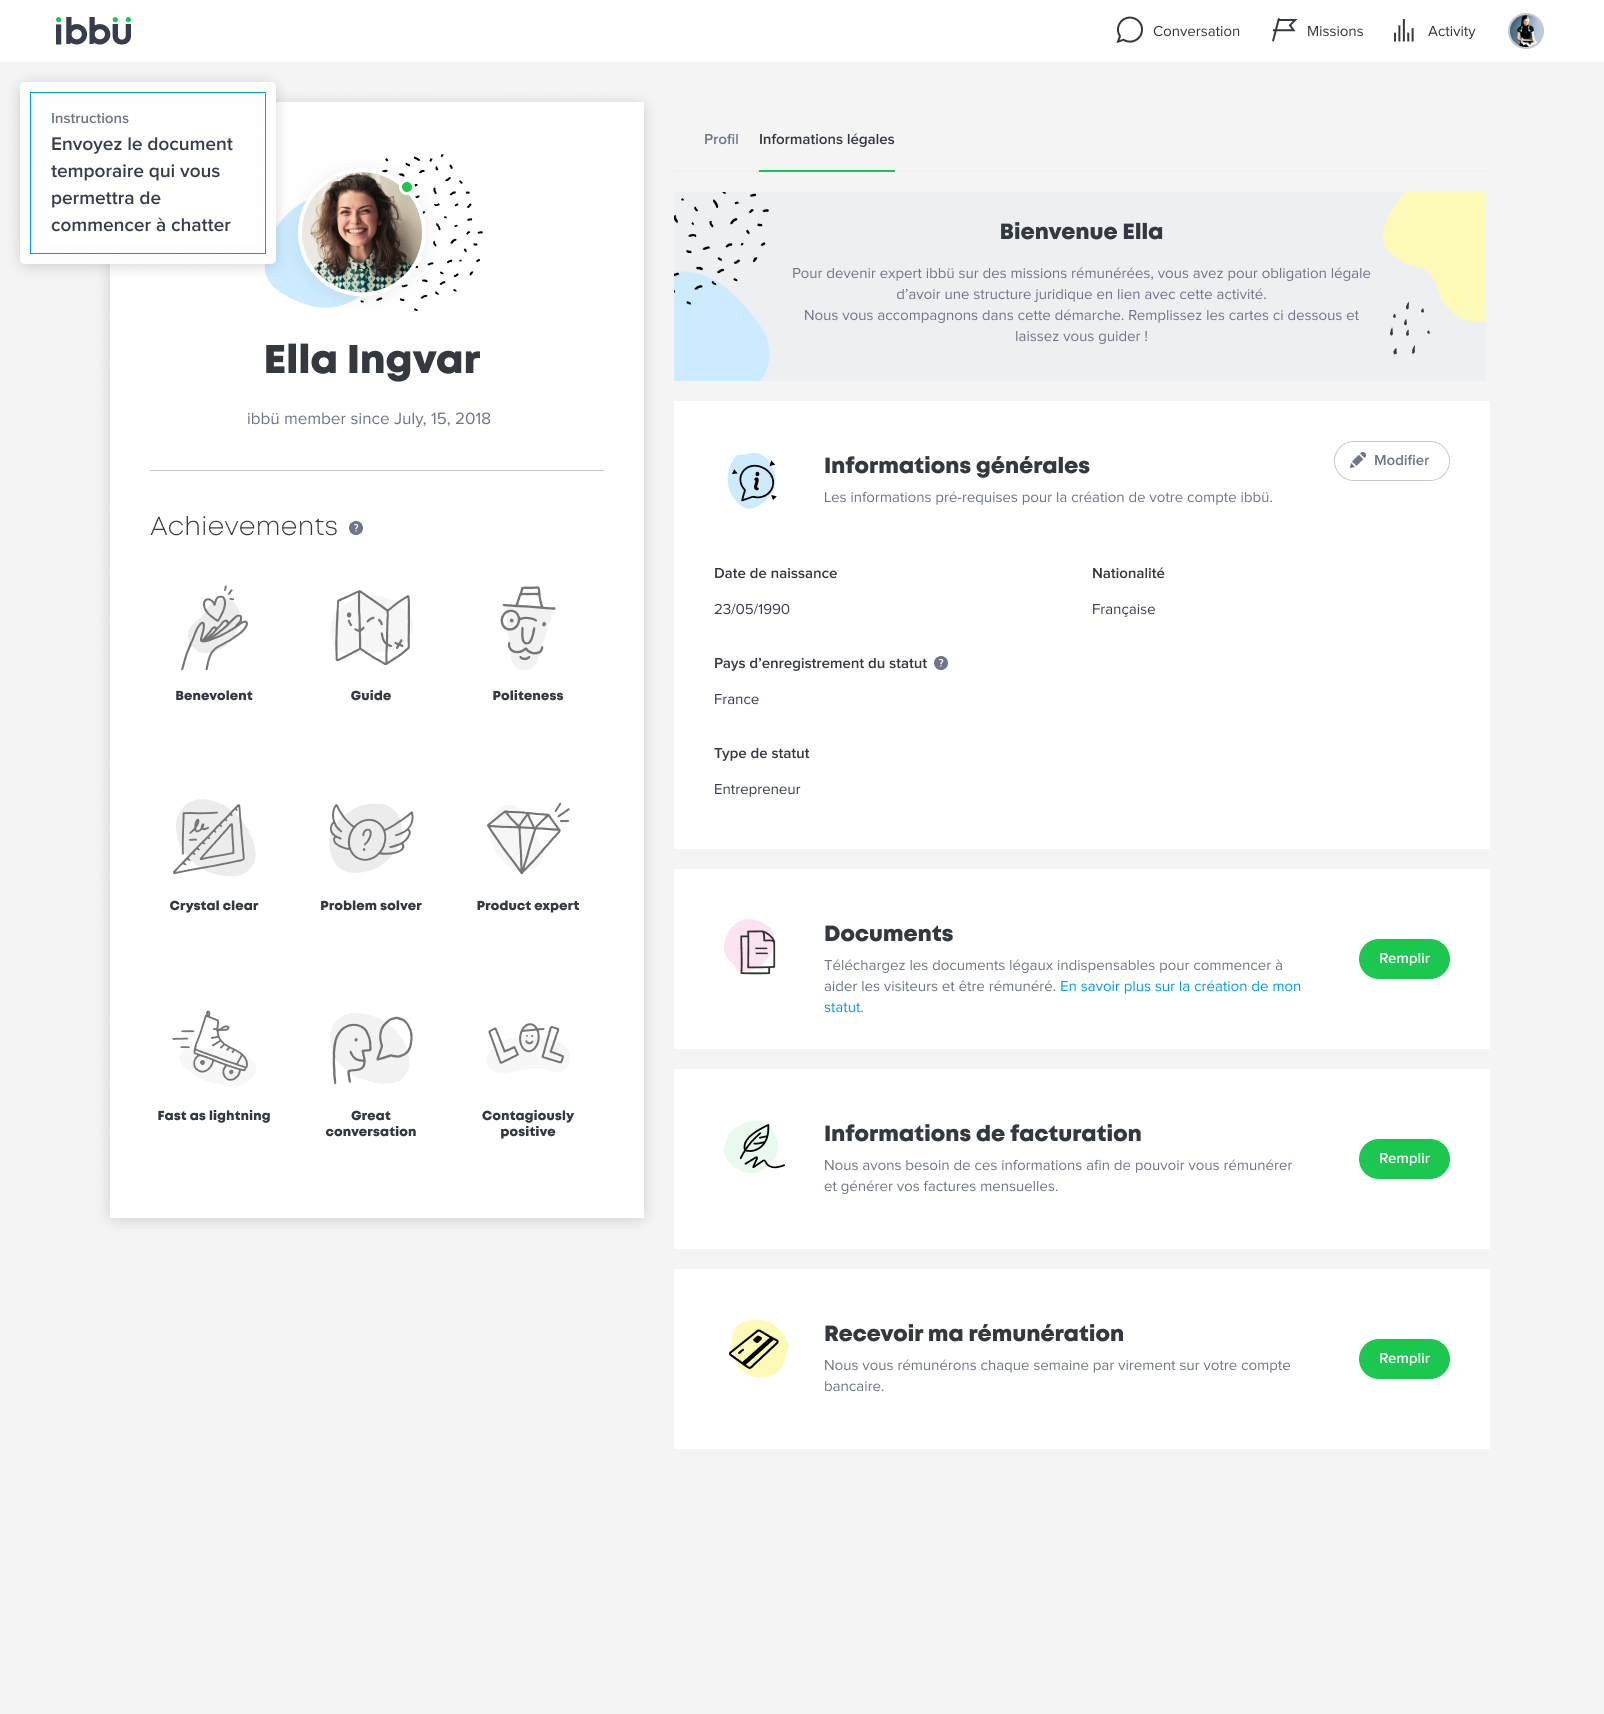 ibbü
Conversation
Missions
Activity
Instructions
Envoyez le document
temporaire qui vous
permettra de
commencer à chatter
Ella Ingvar
ibbü member since July, 15, 2018
Achievements ?
Benevolent
Guide
Politeness
le
Crystal clear
?
Problem solver
Product expert
Fast as lightning
Great
conversation
LOL
Contagiously
positive
Profil
Informations légales
Bienvenue Ella
Pour devenir expert ibbü sur des missions rémunérées, vous avez pour obligation légale
d’avoir une structure juridique en lien avec cette activité.
Nous vous accompagnons dans cette démarche. Remplissez les cartes ci dessous et
laissez vous guider !
i
Informations générales
Les informations pré-requises pour la création de votre compte ibbü.
Modifier
Date de naissance
23/05/1990
Nationalité
Française
Pays d’enregistrement du statut ?
France
Type de statut
Entrepreneur
Documents
Téléchargez les documents légaux indispensables pour commencer à
aider les visiteurs et être rémunéré. En savoir plus sur la création de mon
statut.
Remplir
Informations de facturation
Nous avons besoin de ces informations afin de pouvoir vous rémunérer
et générer vos factures mensuelles.
Remplir
Recevoir ma rémunération
Nous vous rémunérons chaque semaine par virement sur votre compte
bancaire.
Remplir